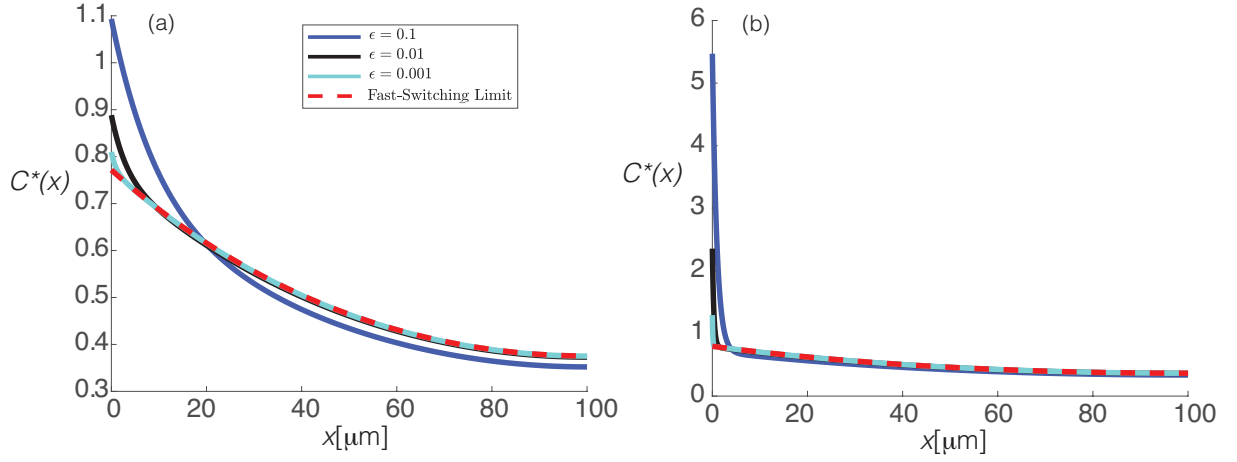 (a)
1.1
1
0.9
0.8
0.7
0.6
0.5
0.4
0.3
C*(x)
ϵ = 0.1
ϵ = 0.01
ϵ = 0.001
Fast-Switching Limit
0 20 40 60 80 100
x[μm]
(b)
6
5
4
3
2
1
0
C*(x)
0 20 40 60 80 100
x[μm]